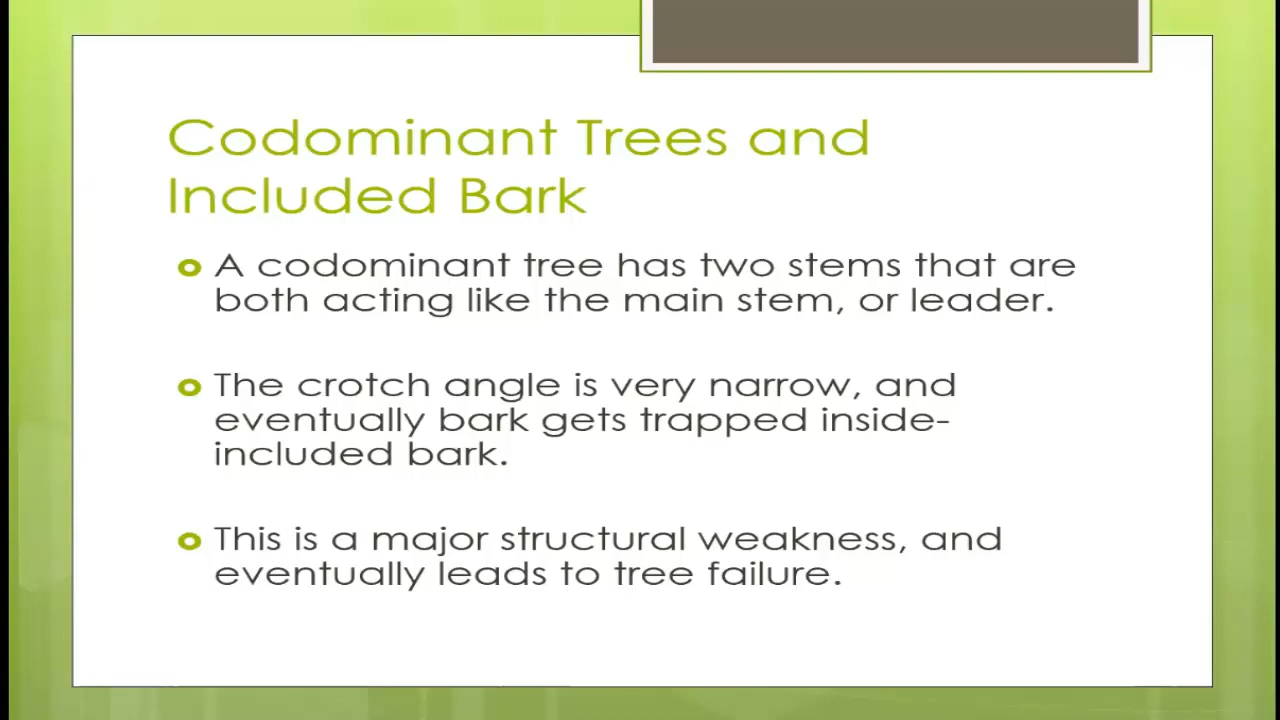 Codominant Trees and
Included Bark
A codominant tree has two stems that are
both acting like the main stem, or leader.
The crotch angle is very narrow, and
eventually bark gets trapped inside-
included bark.
This is a major structural weakness, and
eventually leads to tree failure.